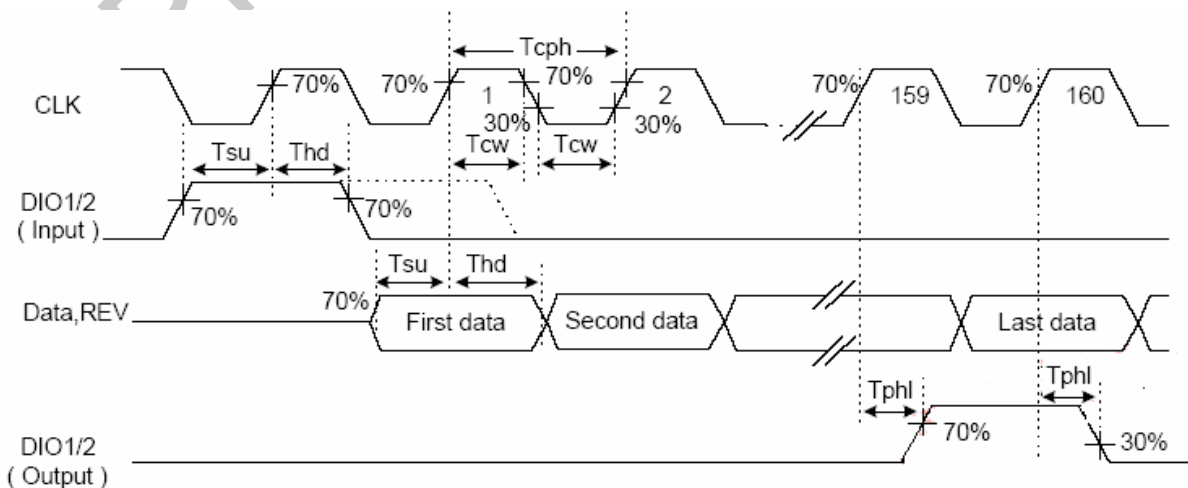 Tcph
CLK
70%
70%
1
70%
2
70%
159
70%
160
30%
30%
Tsu
Thd
Tcw
Tcw
DIO1/2
( Input )
70%
70%
Tsu
Thd
Data,REV
70%
First data
Second data
Last data
Tphl
Tphl
DIO1/2
( Output )
70%
30%